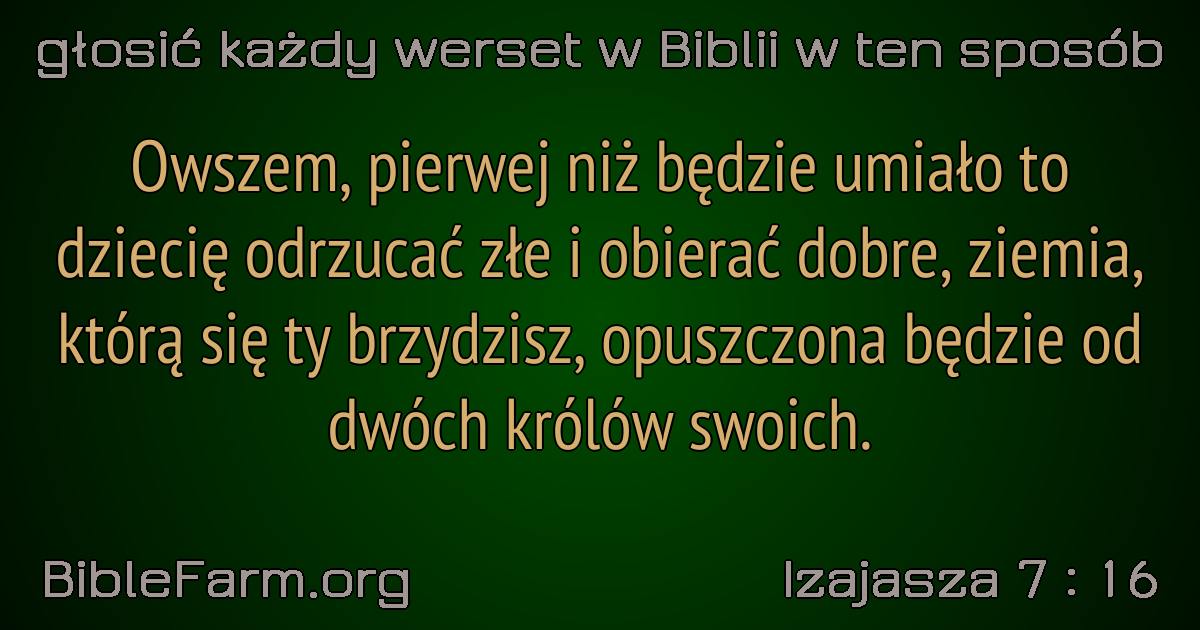 głosić każdy werset w Biblii w ten sposób
Owszem, pierwej niż będzie umiało to
dziecię odrzucać złe i obierać dobre, ziemia,
którą się ty brzydzisz, opuszczona będzie od
dwóch królów swoich.
BibleFarm.org
Izajasza 7 : 16